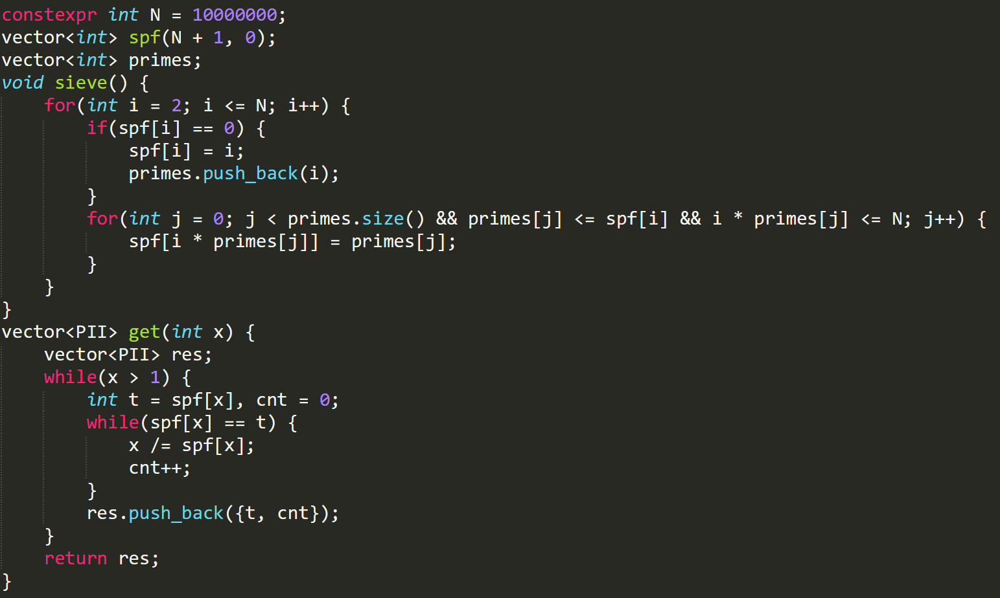 constexpr int N = 10000000;
vector<int> spf(N + 1, 0);
vector<int> primes;
void sieve() {
    for(int i = 2; i <= N; i++) {
        if(spf[i] == 0) {
            spf[i] = i;
            primes.push_back(i);
        }
        for(int j = 0; j < primes.size() && primes[j] <= spf[i] && i * primes[j] <= N; j++) {
            spf[i * primes[j]] = primes[j];
        }
    }
}
vector<PII> get(int x) {
    vector<PII> res;
    while(x > 1) {
        int t = spf[x], cnt = 0;
        while(spf[x] == t) {
            x /= spf[x];
            cnt++;
        }
        res.push_back({t, cnt});
    }
    return res;
}